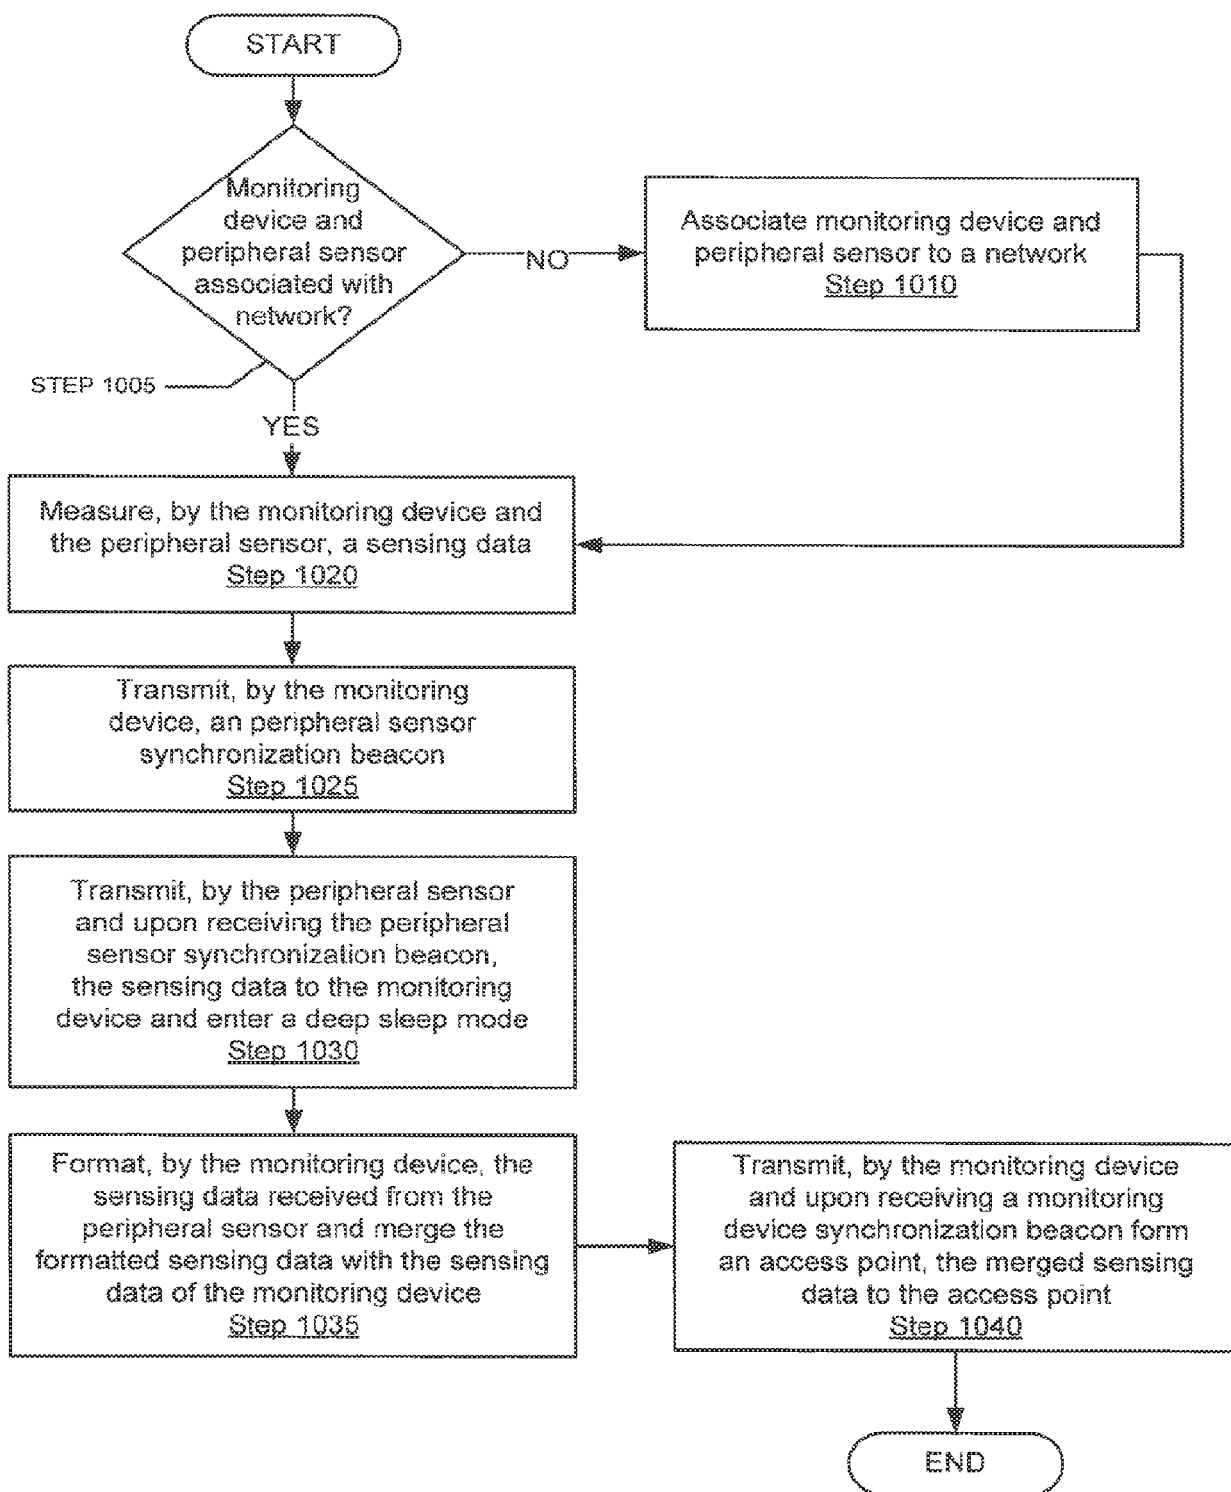 START
Monitoring
device and
peripheral sensor
associated with
network?
NO
Associate monitoring device and
peripheral sensor to a network
Step 1010
STEP 1005
YES
Measure, by the monitoring device and
the peripheral sensor, a sensing data
Step 1020
Transmit, by the monitoring
device, an peripheral sensor
synchronization beacon
Step 1025
Transmit, by the peripheral sensor
and upon receiving the peripheral
sensor synchronization beacon,
the sensing data to the monitoring
device and enter a deep sleep mode
Step 1030
Format, by the monitoring device, the
sensing data received from the
peripheral sensor and merge the
formatted sensing data with the sensing
data of the monitoring device
Step 1035
Transmit, by the monitoring device
and upon receiving a monitoring
device synchronization beacon form
an access point, the merged sensing
data to the access point
Step 1040
END